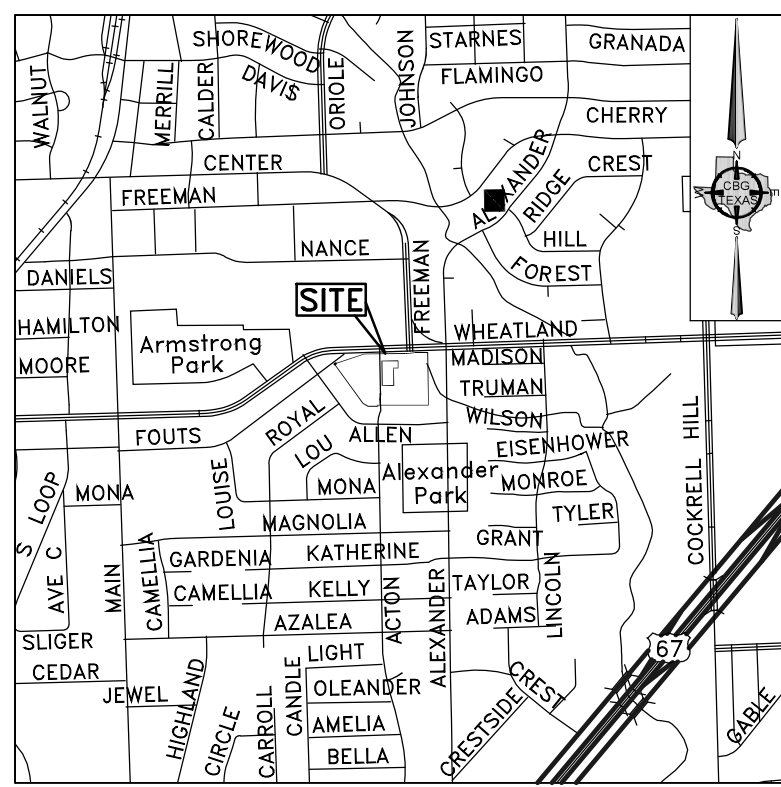 SHOREWOOD
STARNES
GRANADA
WALNUT
MERRILL
CALDER
DAVIS
ORIOLE
JOHNSON
FLAMINGO
CHERRY
CENTER
ALEXANDER
CREST
FREEMAN
RIDGE
N
W
CBG
TEXAS
E
S
NANCE
FREEMAN
HILL
FOREST
DANIELS
SITE
HAMILTON
Armstrong
Park
WHEATLAND
MOORE
MADISON
TRUMAN
ROYAL
WILSON
FOUTS
LOU
ALLEN
EISENHOWER
HILL
S LOOP
MONA
LOUISE
MONA
Alexander
Park
MONROE
COCKRELL
MAGNOLIA
TYLER
GRANT
AVE C
MAIN
CAMELLIA
GARDENIA
KATHERINE
CAMELLIA
KELLY
ACTON
ALEXANDER
TAYLOR
LINCOLN
AZALEA
ADAMS
SLIGER
CEDAR
LIGHT
67
JEWEL
HIGHLAND
CIRCLE
CARROLL
CANDLE
OLEANDER
CREST
AMELIA
CRESTSIDE
GABLE
BELLA